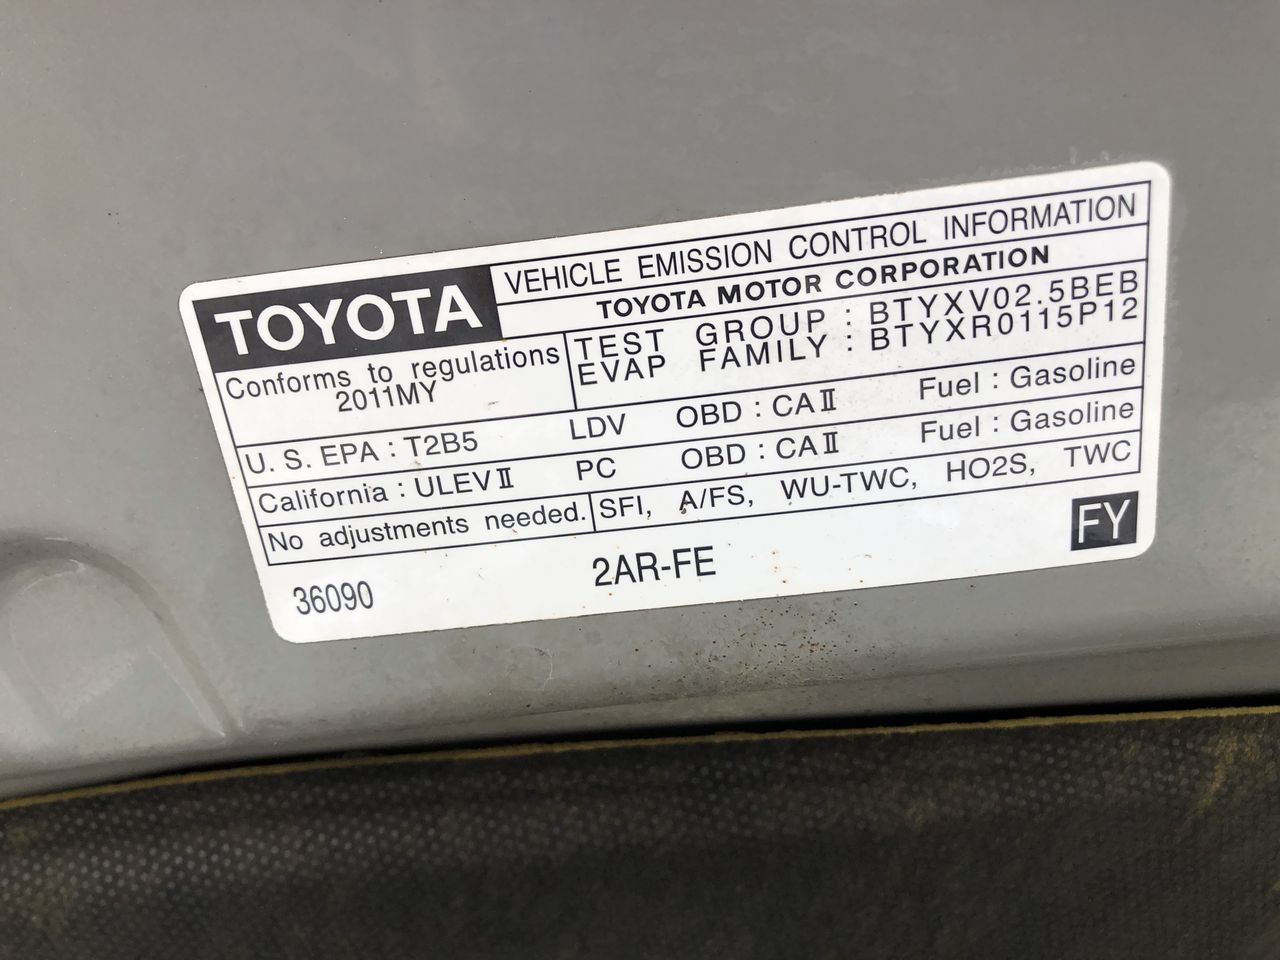 TOYOTA
VEHICLE EMISSION CONTROL INFORMATION
TOYOTA MOTOR CORPORATION
Conforms to regulations
2011MY
TEST GROUP : BTYXV02.5BEB
EVAP FAMILY : BTYXR0115P12
U. S. EPA : T2B5 LDV OBD : CAⅡ Fuel : Gasoline
California : ULEVⅡ PC OBD : CAⅡ Fuel : Gasoline
No adjustments needed. SFI, A/FS, WU-TWC, HO2S, TWC
36090 2AR-FE FY